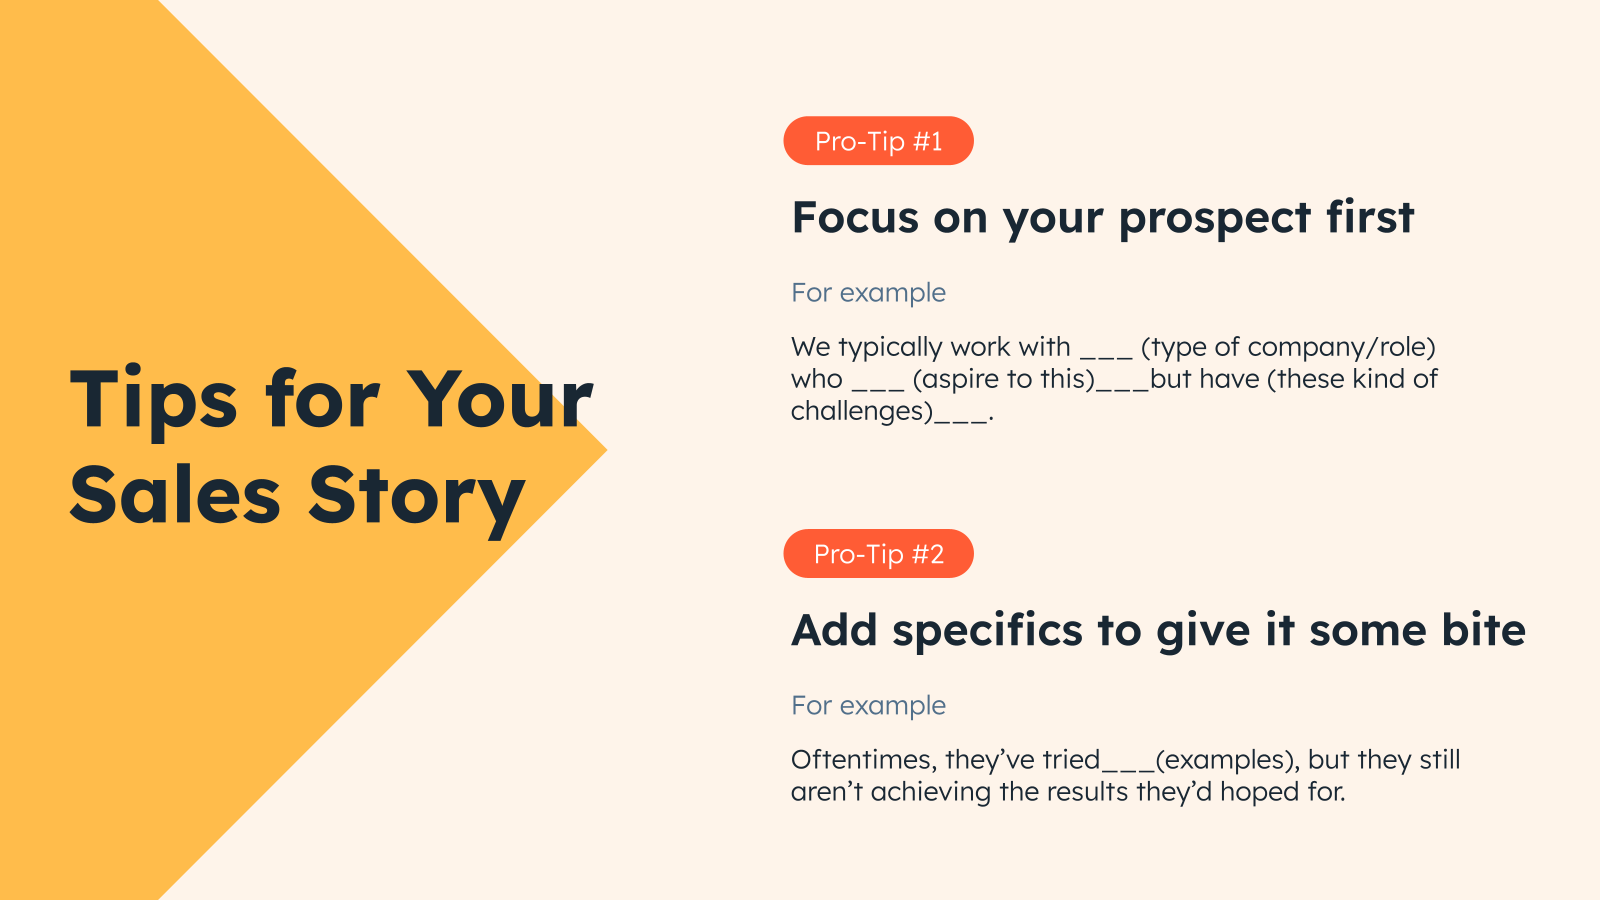 Tips for Your
Sales Story
Pro-Tip #1
Focus on your prospect first
For example
We typically work with ___ (type of company/role)
who ___ (aspire to this)___but have (these kind of
challenges)___.
Pro-Tip #2
Add specifics to give it some bite
For example
Oftentimes, they’ve tried___(examples), but they still
aren’t achieving the results they’d hoped for.